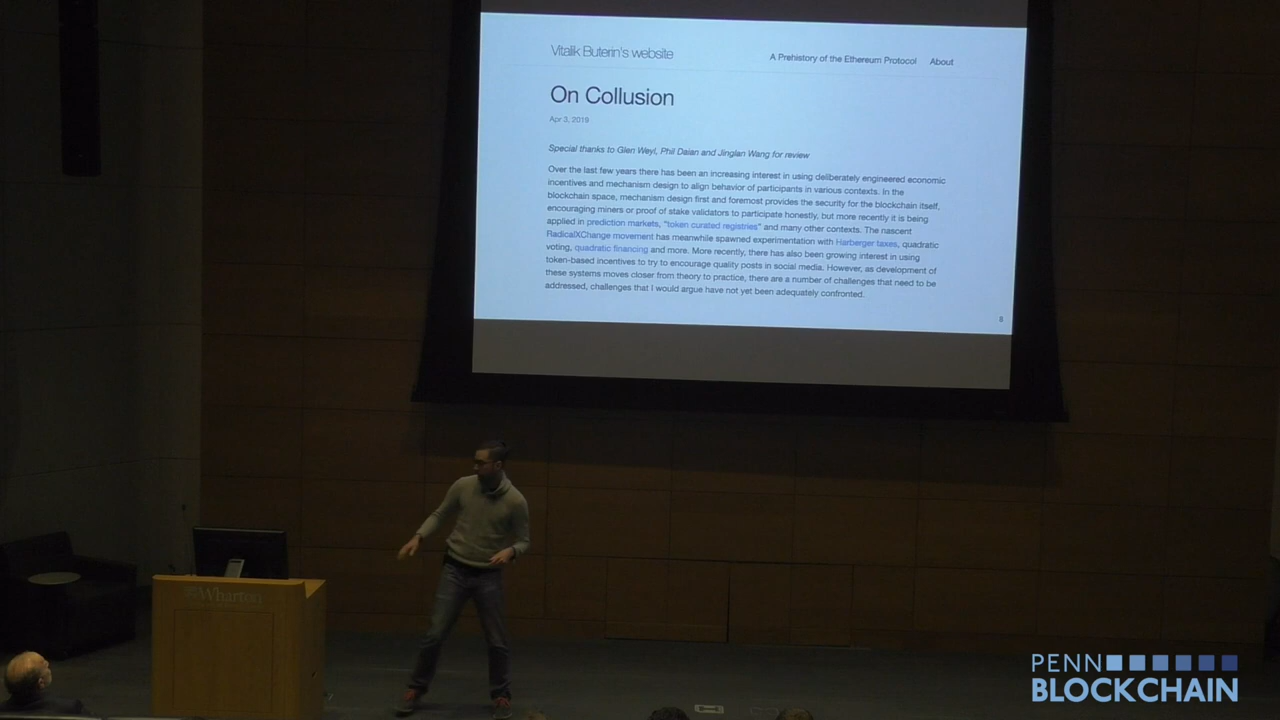 Vitalik Buterin's website
A Prehistory of the Ethereum Protocol About
On Collusion
Apr 3, 2019
Special thanks to Glen Weyl, Phil Daian and Jinglan Wang for review
Over the last few years there has been an increasing interest in using deliberately engineered economic
incentives and mechanism design to align behavior of participants in various contexts. In the
blockchain space, mechanism design first and foremost provides the security for the blockchain itself,
encouraging miners or proof of stake validators to participate honestly, but more recently it is being
applied in prediction markets, "token curated registries" and many other contexts. The nascent
RadicalXChange movement has meanwhile spawned experimentation with Harberger taxes, quadratic
voting, quadratic financing and more. More recently, there has also been growing interest in using
token-based incentives to try to encourage quality posts in social media. However, as development of
these systems moves closer from theory to practice, there are a number of challenges that need to be
addressed, challenges that I would argue have not yet been adequately confronted.
8
Wharton
PENN
BLOCKCHAIN